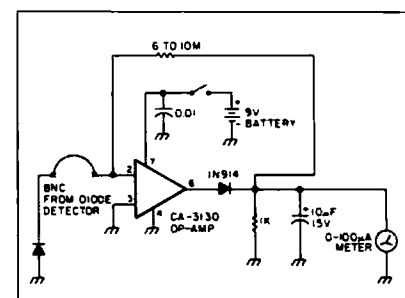 6 TO 10M
0.01
9V
BATTERY
BNC
FROM DIODE
DETECTOR
2
7
3
4
6
1N914
CA-3130
OP-AMP
1K
10µF
15V
0-100µA
METER